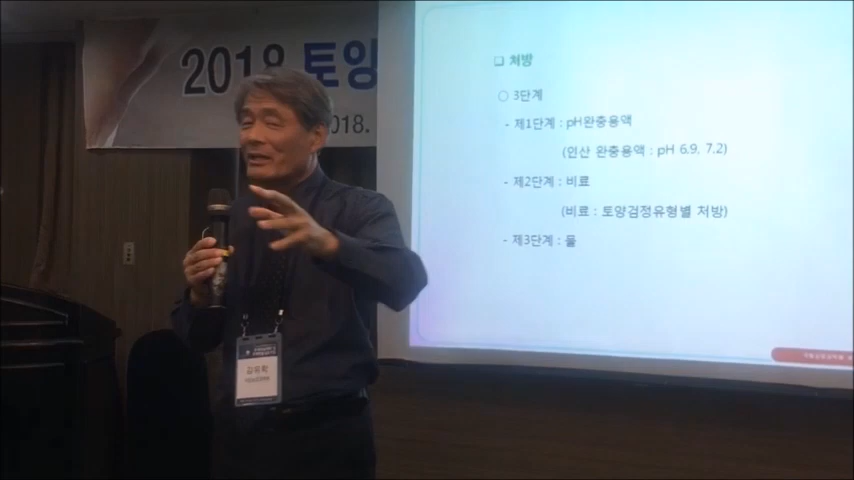 2018 토양
2018.
□ 처방
○ 3단계
- 제1단계 : pH완충용액
(인산 완충용액 : pH 6.9, 7.2)
- 제2단계 : 비료
(비료 : 토양검정유형별 처방)
- 제3단계 : 물